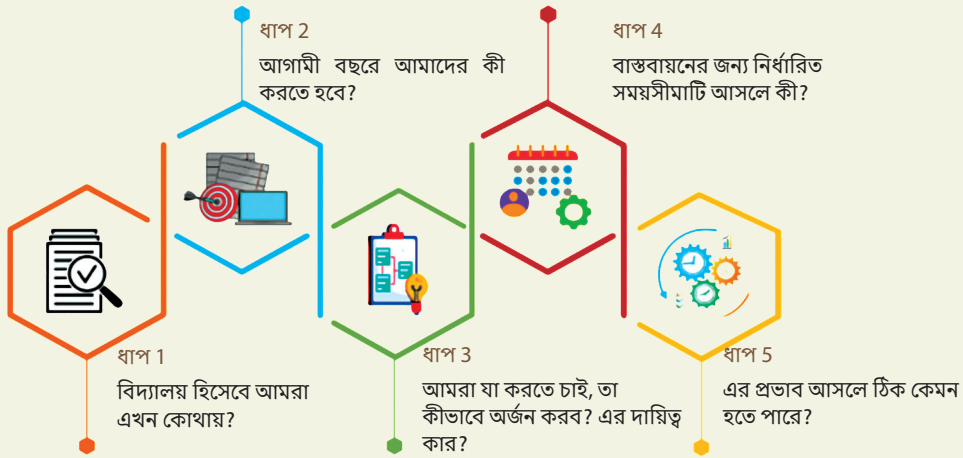 ধাপ 1
বিদ্যালয় হিসেবে আমরা
এখন কোথায়?
ধাপ 2
আগামী বছরে আমাদের কী
করতে হবে?
ধাপ 3
আমরা যা করতে চাই, তা
কীভাবে অর্জন করব? এর দায়িত্ব
কার?
ধাপ 4
বাস্তবায়নের জন্য নির্ধারিত
সময়সীমাটি আসলে কী?
ধাপ 5
এর প্রভাব আসলে ঠিক কেমন
হতে পারে?